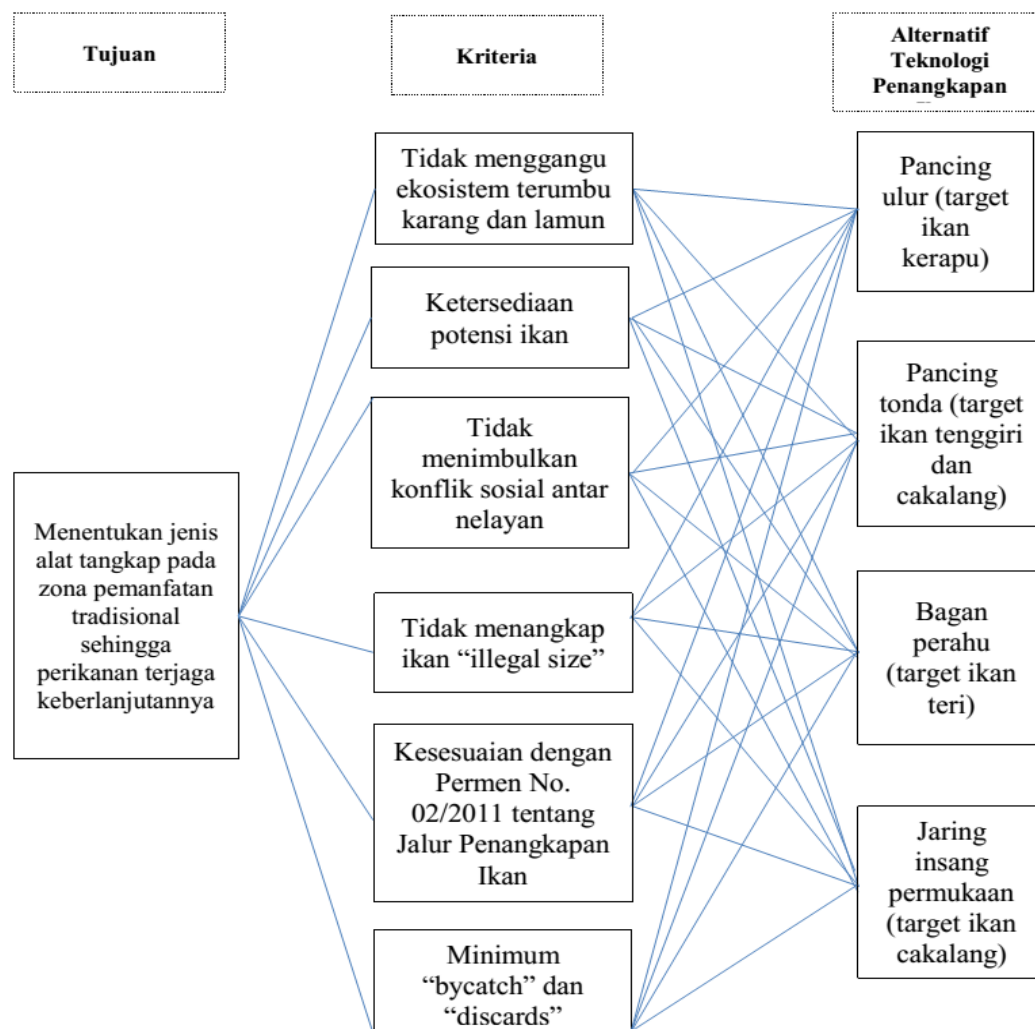 Tujuan
Kriteria
Alternatif
Teknologi
Penangkapan
Tidak menggangu
ekosistem terumbu
karang dan lamun
Ketersediaan
potensi ikan
Tidak
menimbulkan
konflik sosial antar
nelayan
Tidak menangkap
ikan “illegal size”
Kesesuaian dengan
Permen No.
02/2011 tentang
Jalur Penangkapan
Ikan
Minimum
“bycatch” dan
“discards”
Menentukan jenis
alat tangkap pada
zona pemanfatan
tradisional
sehingga
perikanan terjaga
keberlanjutannya
Pancing
ulur (target
ikan
kerapu)
Pancing
tonda (target
ikan tenggiri
dan
cakalang)
Bagan
perahu
(target ikan
teri)
Jaring
insang
permukaan
(target ikan
cakalang)